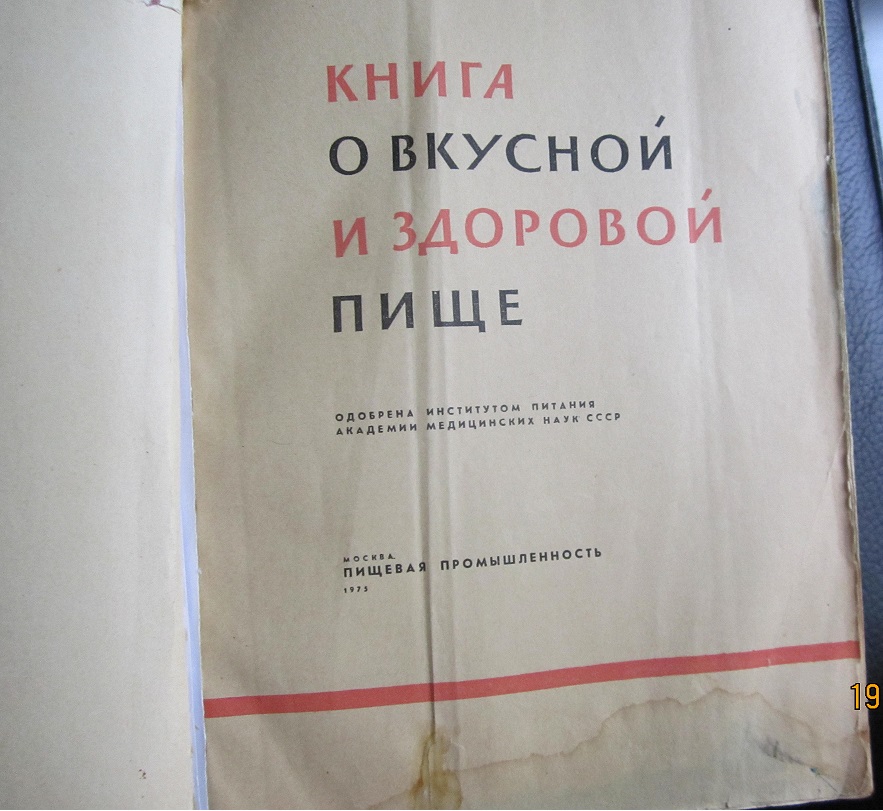 КНИГА
О ВКУСНОЙ
И ЗДОРОВОЙ
ПИЩЕ
ОДОБРЕНА ИНСТИТУТОМ ПИТАНИЯ
АКАДЕМИИ МЕДИЦИНСКИХ НАУК СССР
МОСКВА
ПИЩЕВАЯ ПРОМЫШЛЕННОСТЬ
1975
19